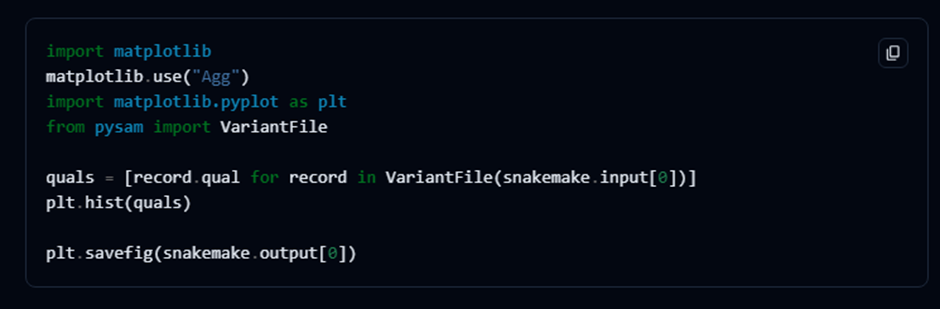 import matplotlib
matplotlib.use("Agg")
import matplotlib.pyplot as plt
from pysam import VariantFile
quals = [record.qual for record in VariantFile(snakemake.input[0])]
plt.hist(quals)
plt.savefig(snakemake.output[0])